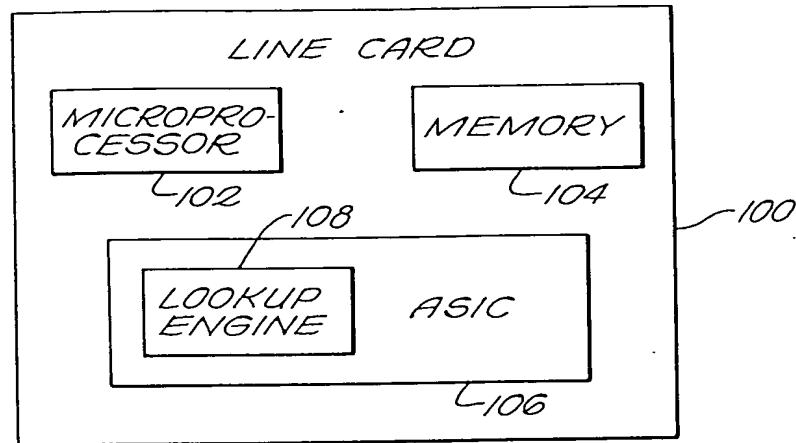 LINE CARD
MICROPRO-
CESSOR
MEMORY
102
104
100
108
LOOKUP
ENGINE
ASIC
106